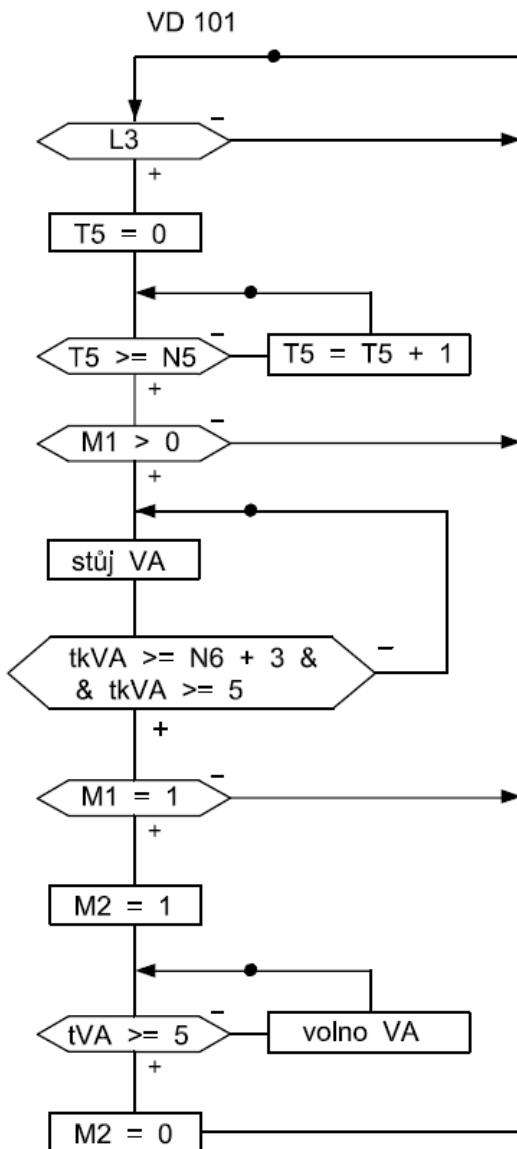 VD 101
L3
−
+
T5 = 0
T5 >= N5
−
T5 = T5 + 1
+
M1 > 0
−
+
stůj VA
tkVA >= N6 + 3 &
& tkVA >= 5
−
+
M1 = 1
−
+
M2 = 1
tVA >= 5
−
volno VA
+
M2 = 0